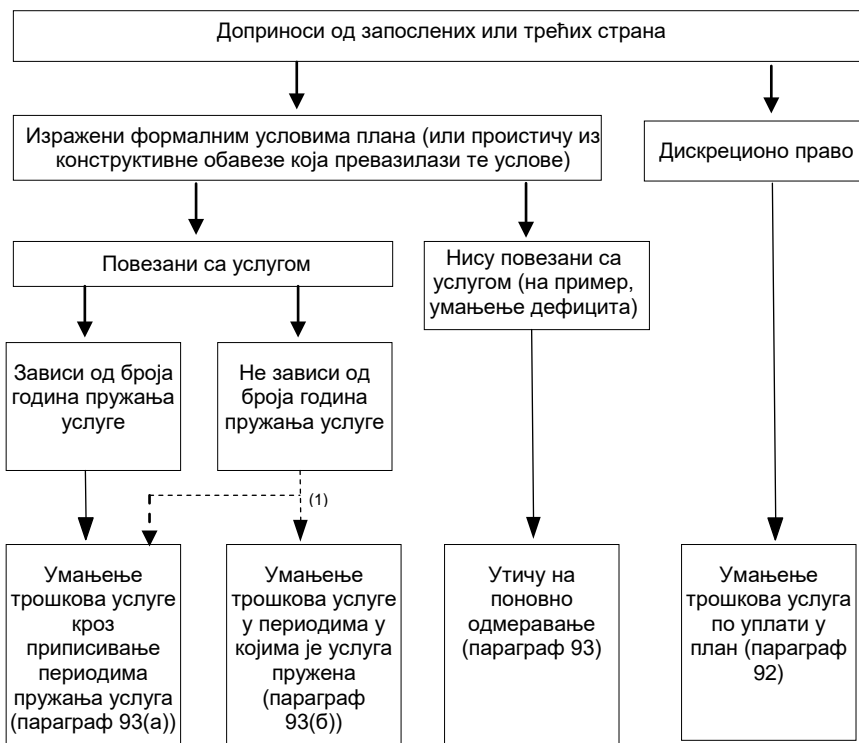 Доприноси од запослених или трећих страна
Изражени формалним условима плана (или проистичу из
конструктивне обавезе која превазилази те услове)
Дискреционо право
Повезани са услугом
Нису повезани са
услугом (на пример,
умањење дефицита)
Зависи од броја
година пружања
услуге
Не зависи од
броја година
пружања услуге
(1)
Умањење
трошкова услуге
кроз
приписивање
периодима
пружања услуга
(параграф 93(а))
Умањење
трошкова услуге
у периодима у
којима је услуга
пружена
(параграф
93(б))
Утичу на
поновно
одмеравање
(параграф 93)
Умањење
трошкова услуга
по уплати у
план (параграф
92)